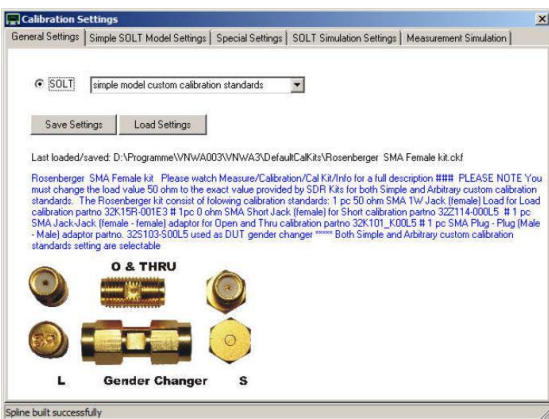 Calibration Settings
General Settings Simple SOLT Model Settings Special Settings SOLT Simulation Settings Measurement Simulation
SOLT simple model custom calibration standards
Save Settings Load Settings
Last loaded/saved: D:\Programme\VNWA003\VNWA3\DefaultCalKits\Rosenberger SMA Female kit.ckf
Rosenberger SMA Female kit Please watch Measure/Calibration/Cal Kit/Info for a full description ### PLEASE NOTE You
must change the load value 50 ohm to the exact value provided by SDR Kits for both Simple and Arbitrary custom calibration
standards. The Rosenberger kit consist of folowing calibration standards: 1 pc 50 ohm SMA 1W Jack (female) Load for Load
calibration partno 32K15R-001E3 # 1pc 0 ohm SMA Short Jack (female) for Short calibration partno 32Z114-000L5 # 1 pc
SMA Jack-Jack (female - female) adaptor for Open and Thru calibration partno 32K101_K00L5 # 1 pc SMA Plug - Plug (Male
- Male) adaptor partno. 32S103-S00L5 used as DUT gender changer ***** Both Simple and Arbitrary custom calibration
standards setting are selectable
O & THRU
L Gender Changer S
Spline built successfully